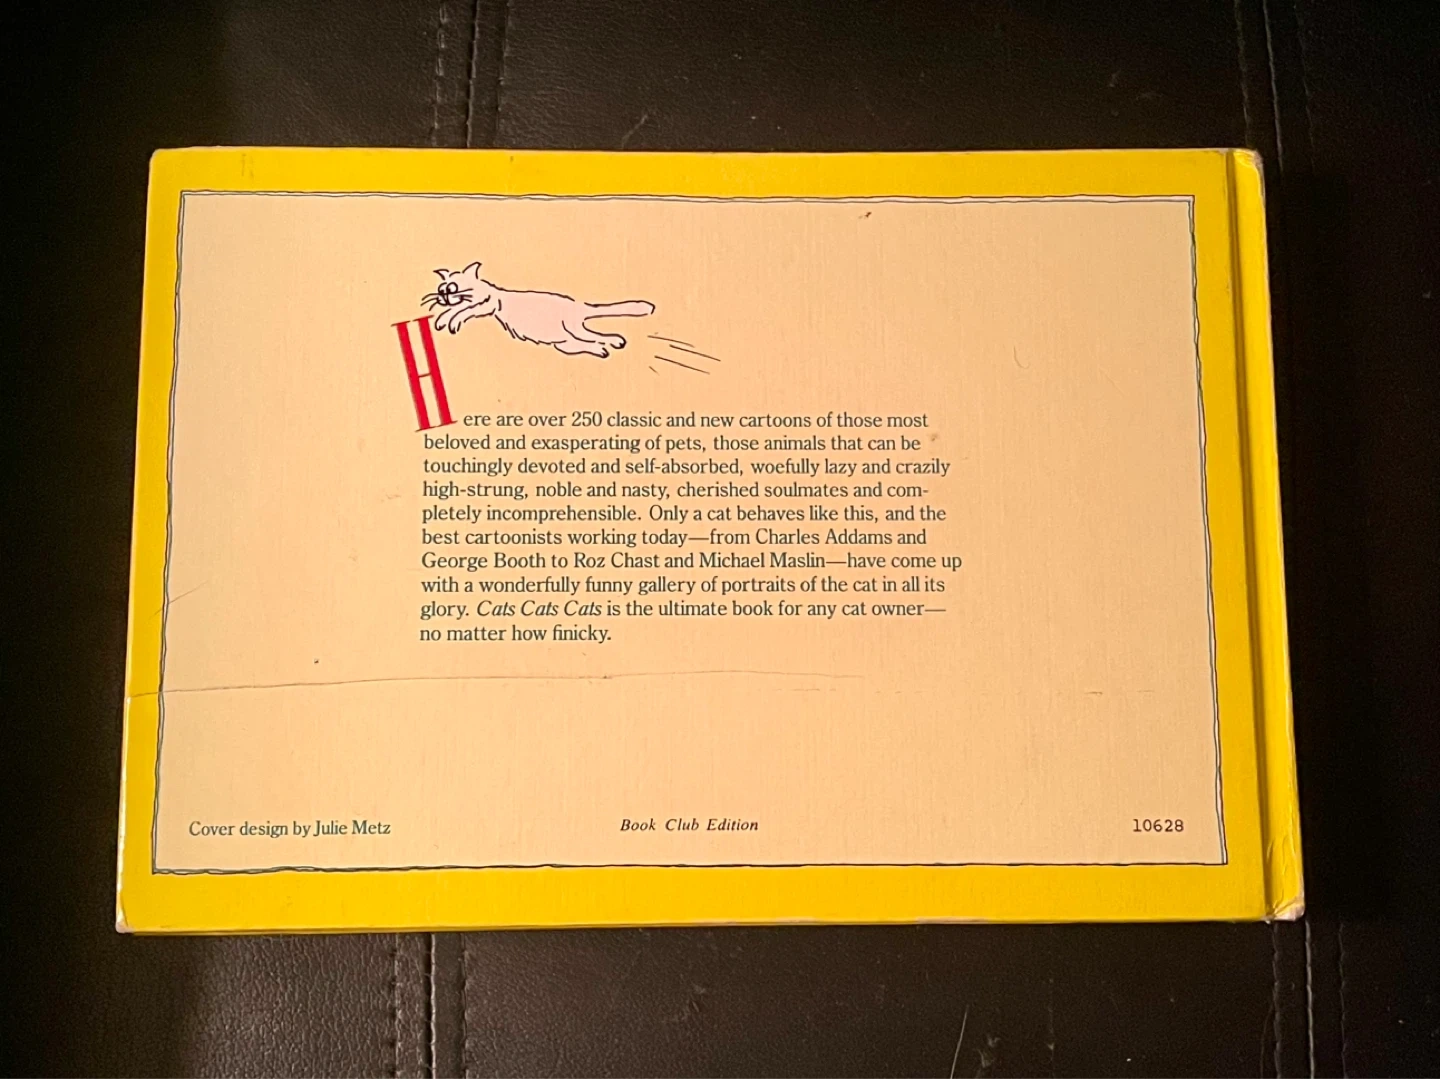 Here are over 250 classic and new cartoons of those most
beloved and exasperating of pets, those animals that can be
touchingly devoted and self-absorbed, woefully lazy and crazily
high-strung, noble and nasty, cherished soulmates and com-
pletely incomprehensible. Only a cat behaves like this, and the
best cartoonists working today—from Charles Addams and
George Booth to Roz Chast and Michael Maslin—have come up
with a wonderfully funny gallery of portraits of the cat in all its
glory. Cats Cats Cats is the ultimate book for any cat owner—
no matter how finicky.
Cover design by Julie Metz
Book Club Edition
10628